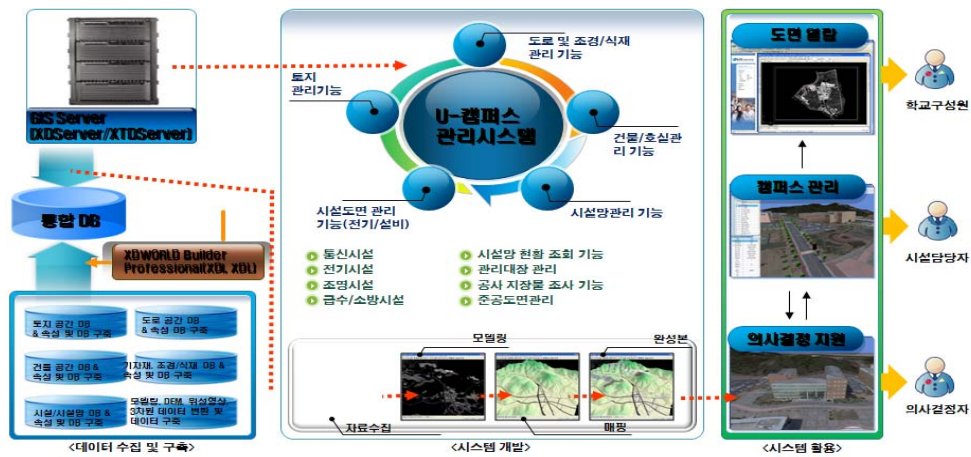 GIS Server
(XDServer/XTDServer)
통합 DB
XDWORLD Builder
Professional(XDL XDL)
토지 공간 DB
& 속성 및 DB 구축
도로 공간 DB
& 속성 DB 구축
건물 공간 DB &
속성 및 DB 구축
기자재, 조경/식재 DB &
속성 및 DB 구축
시설/시설망 DB &
속성 및 DB 구축
모델링, DEM, 위성영상,
3차원 데이터 변환 및
데이터 구축
<데이터 수집 및 구축>
도로 및 조경/식재
관리 기능
토지
관리기능
U-캠퍼스
관리시스템
건물/호실관
리 기능
시설도면 관리
기능(전기/설비)
시설망관리 기능
통신시설
전기시설
조명시설
급수/소방시설
시설망 현황 조회 기능
관리대장 관리
공사 지장물 조사 기능
준공도면관리
모델링
완성본
자료수집
매핑
<시스템 개발>
도면 열람
캠퍼스 관리
의사결정 지원
<시스템 활용>
학교구성원
시설담당자
의사결정자